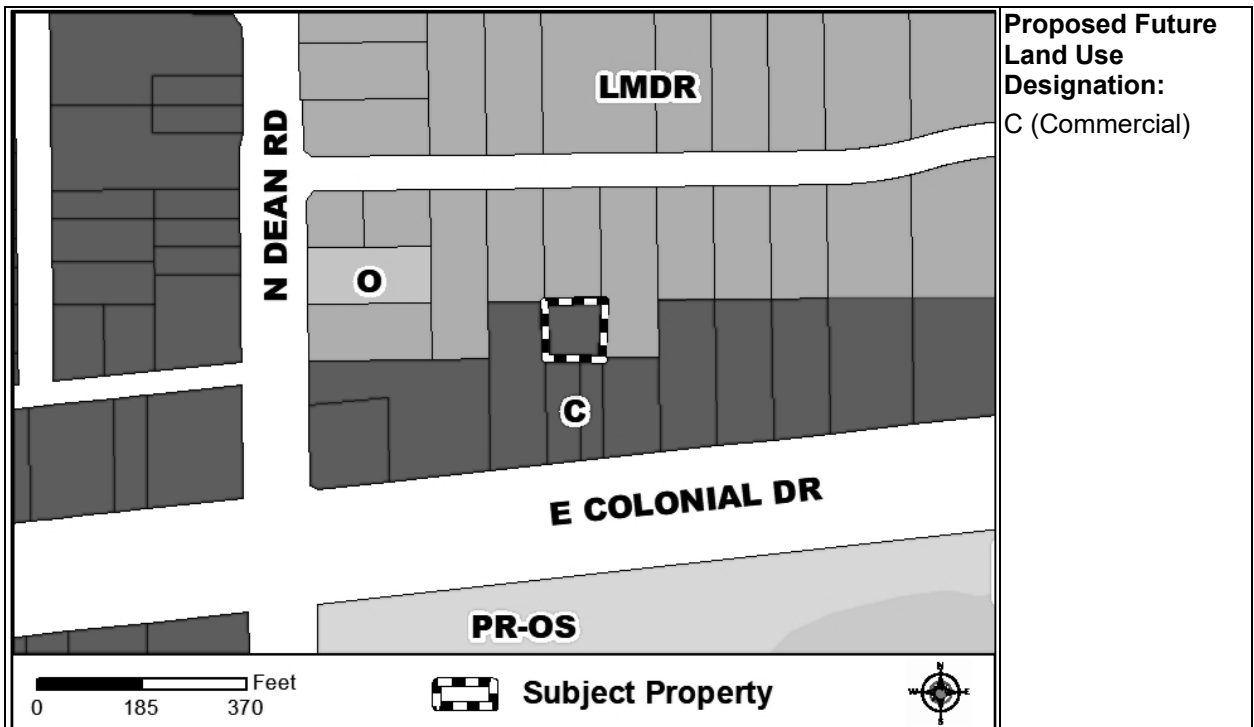 Proposed Future
Land Use
Designation:
C (Commercial)
LMDR
N DEAN RD
O
C
E COLONIAL DR
PR-OS
Feet
0 185 370
Subject Property
N
W E
S